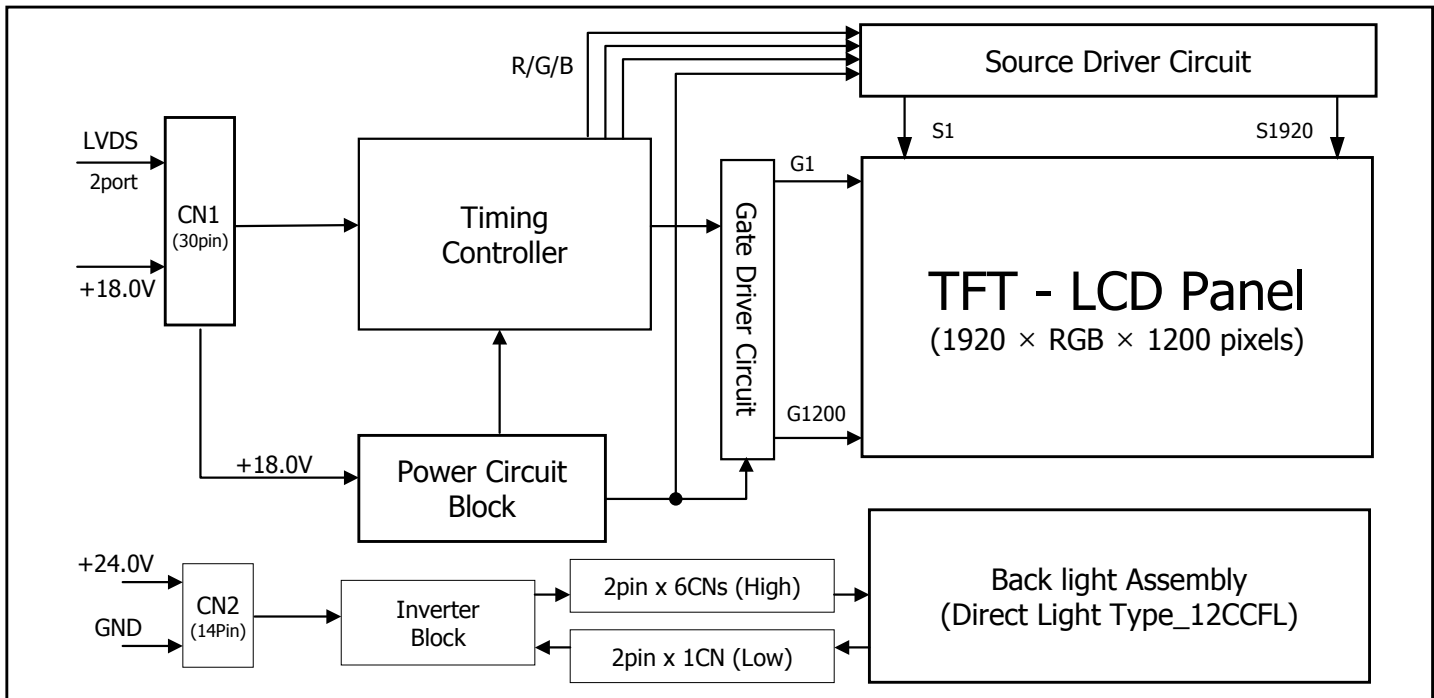 R/G/B
Source Driver Circuit
LVDS
2port
+18.0V
CN1
(30pin)
Timing
Controller
Gate Driver Circuit
S1
S1920
G1
G1200
TFT - LCD Panel
(1920 × RGB × 1200 pixels)
+18.0V
Power Circuit
Block
+24.0V
GND
CN2
(14Pin)
Inverter
Block
2pin x 6CNs (High)
2pin x 1CN (Low)
Back light Assembly
(Direct Light Type_12CCFL)